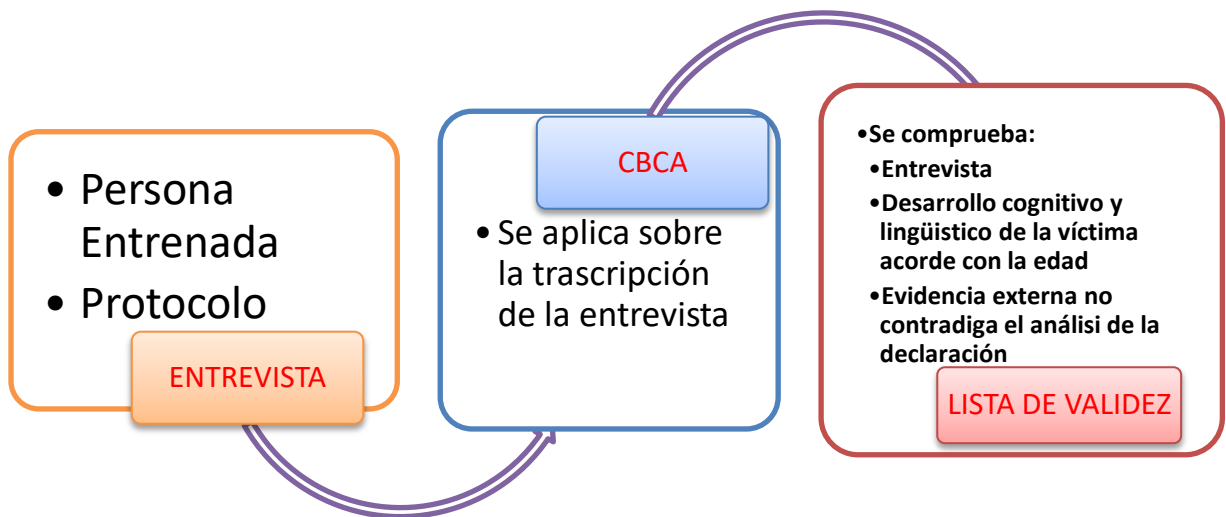 • Persona
Entrenada
• Protocolo
ENTREVISTA
CBCA
• Se aplica sobre
la trascripción
de la entrevista
•Se comprueba:
•Entrevista
•Desarrollo cognitivo y
lingüistico de la víctima
acorde con la edad
•Evidencia externa no
contradiga el análisi de la
declaración
LISTA DE VALIDEZ